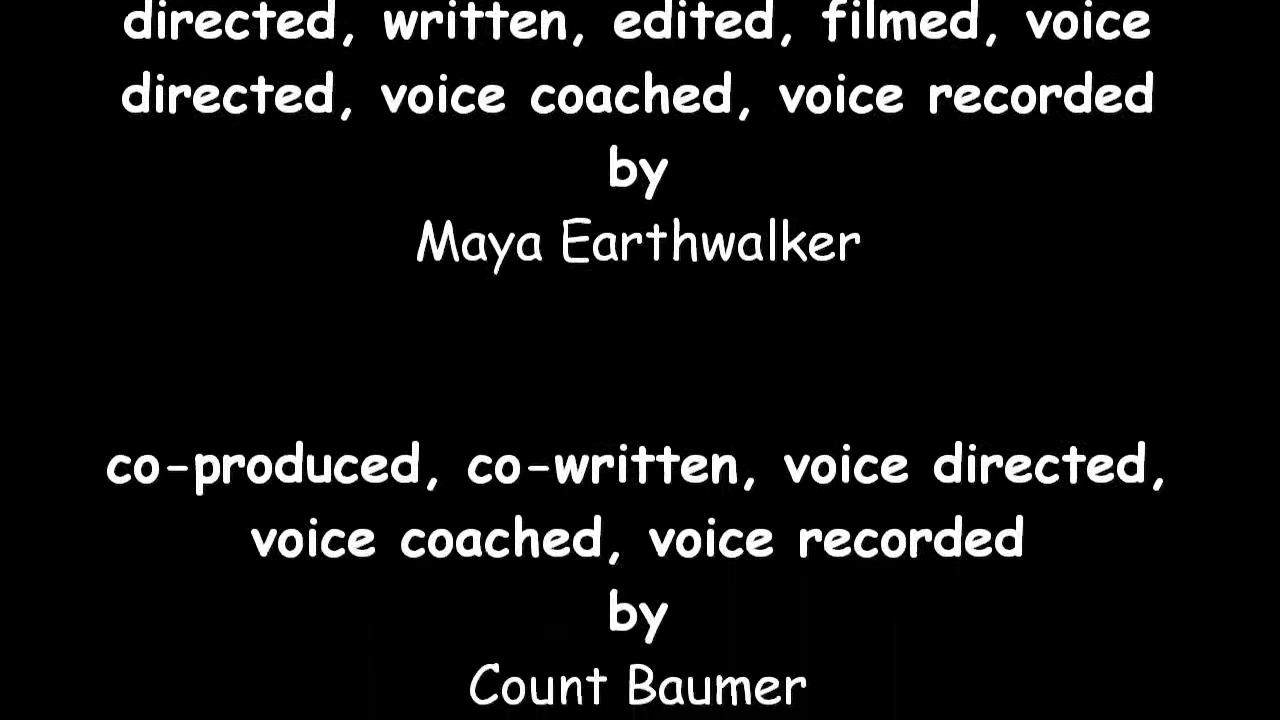 directed, written, edited, filmed, voice
directed, voice coached, voice recorded
by
Maya Earthwalker
co-produced, co-written, voice directed,
voice coached, voice recorded
by
Count Baumer